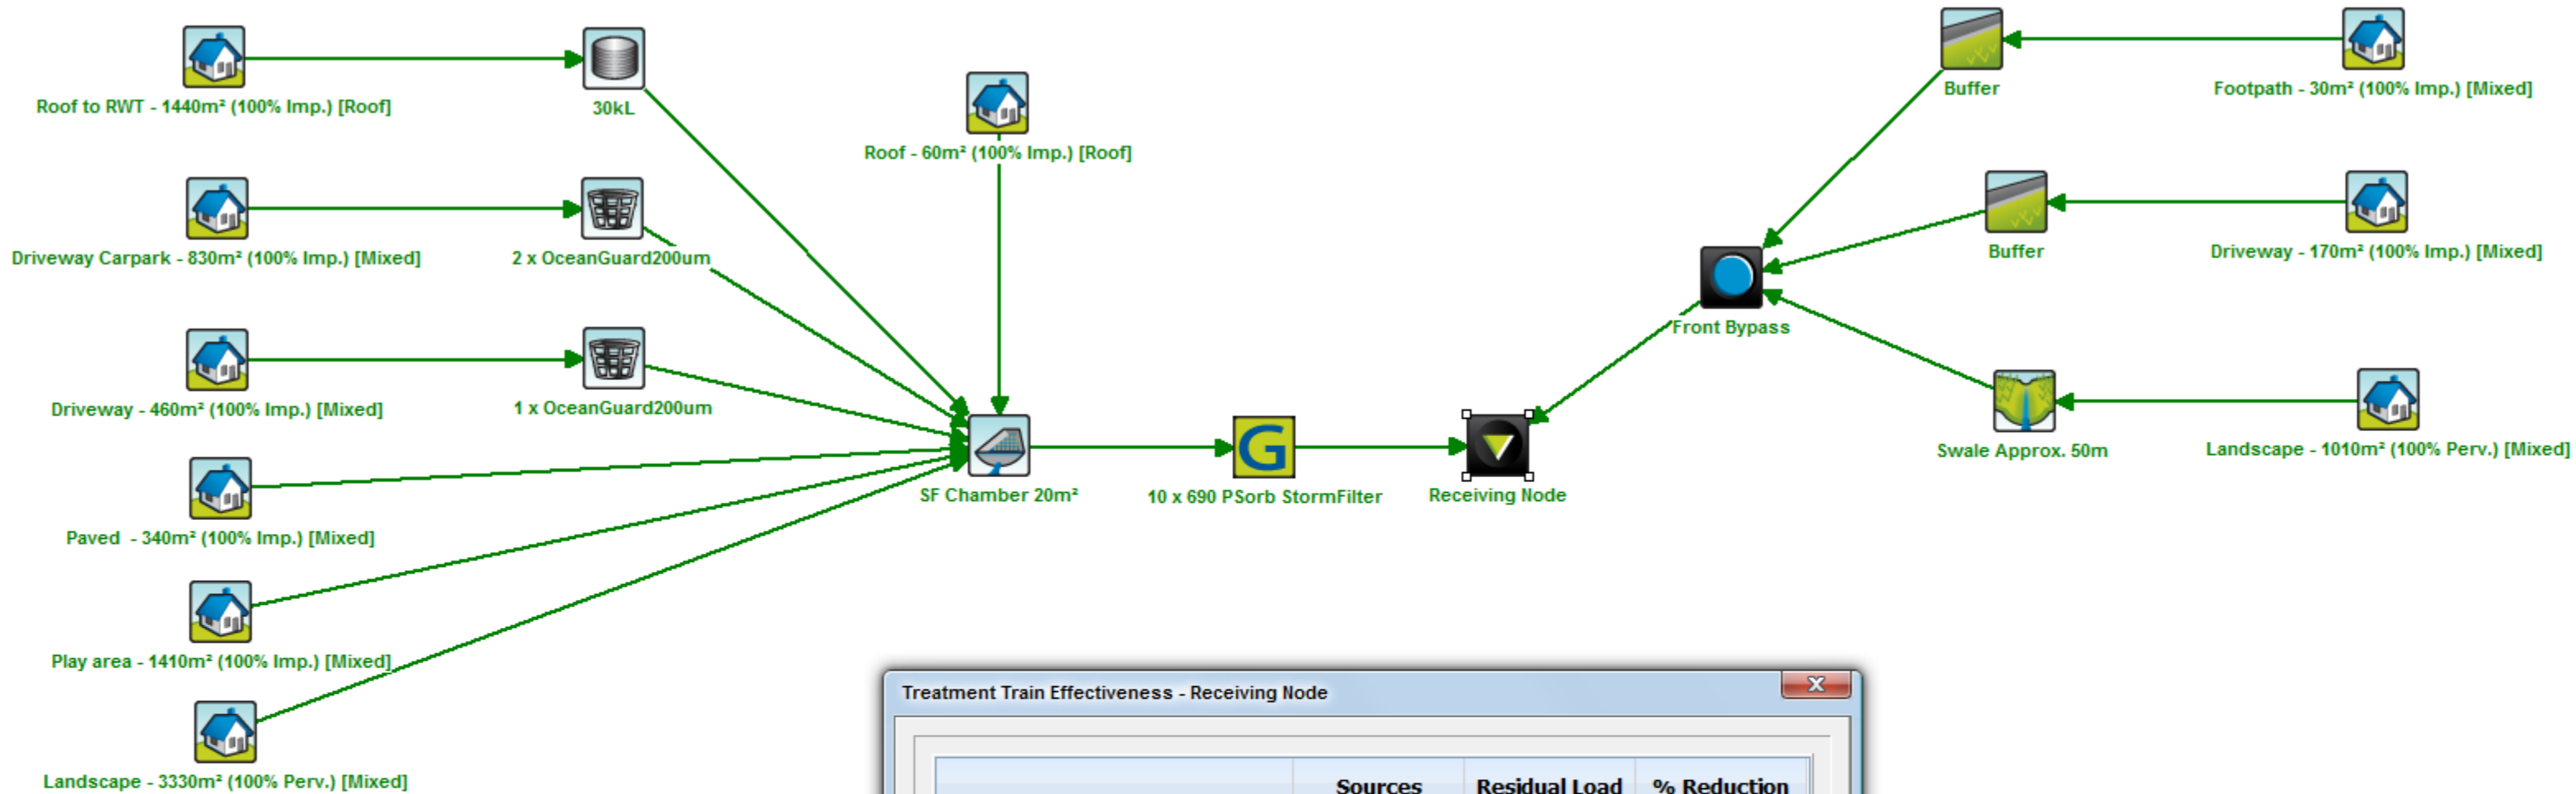 Roof to RWT - 1440m² (100% Imp.) [Roof]
30kL
Roof - 60m² (100% Imp.) [Roof]
Buffer
Footpath - 30m² (100% Imp.) [Mixed]
Driveway Carpark - 830m² (100% Imp.) [Mixed]
2 x OceanGuard200um
Buffer
Driveway - 170m² (100% Imp.) [Mixed]
Front Bypass
Driveway - 460m² (100% Imp.) [Mixed]
1 x OceanGuard200um
Swale Approx. 50m
Landscape - 1010m² (100% Perv.) [Mixed]
Paved  - 340m² (100% Imp.) [Mixed]
SF Chamber 20m²
G
10 x 690 PSorb StormFilter
Receiving Node
Play area - 1410m² (100% Imp.) [Mixed]
Landscape - 3330m² (100% Perv.) [Mixed]
Treatment Train Effectiveness - Receiving Node
Sources Residual Load % Reduction